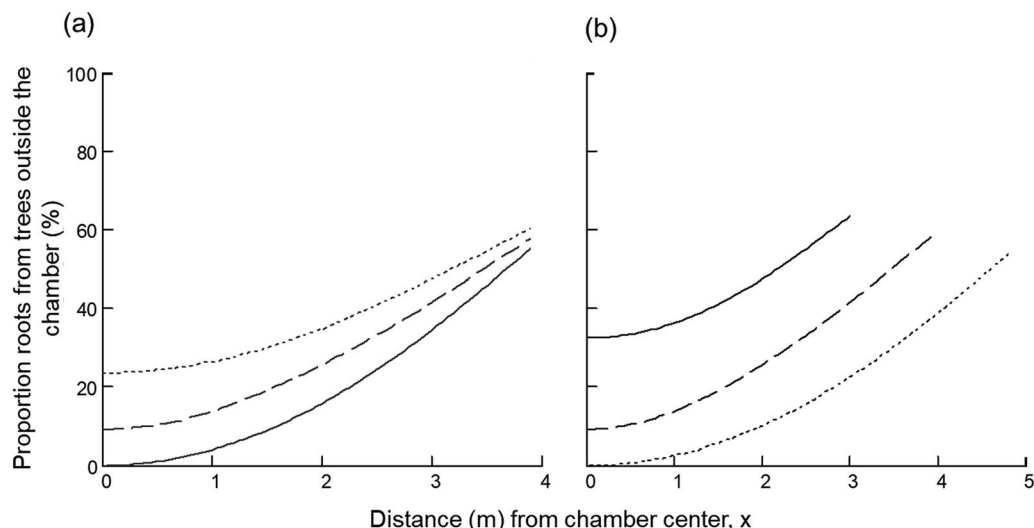 (a)
(b)
Proportion roots from trees outside the
chamber (%)
100
80
60
40
20
0
0 1 2 3 4
0 1 2 3 4 5
Distance (m) from chamber center, x